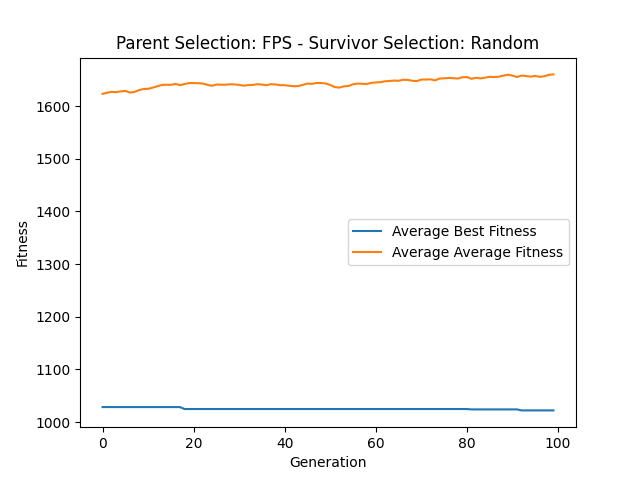 Parent Selection: FPS - Survivor Selection: Random
1600
1500
1400
1300
1200
1100
1000
Fitness
Average Best Fitness
Average Average Fitness
0 20 40 60 80 100
Generation